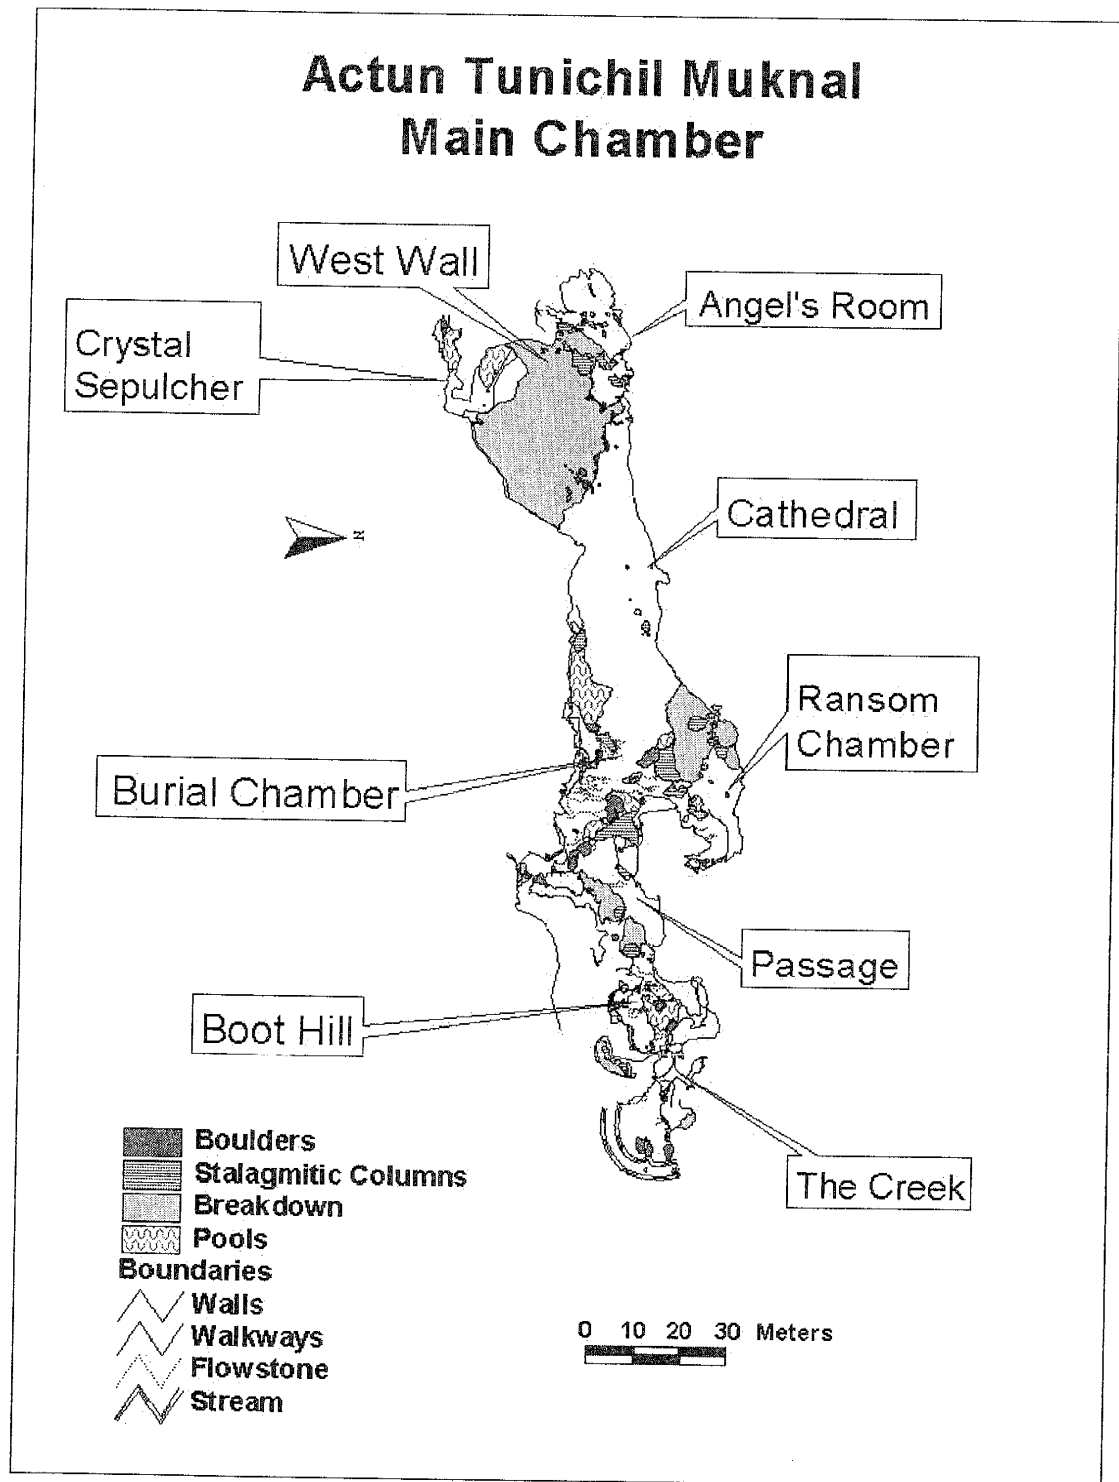 Actun Tunichil Muknal
Main Chamber
West Wall
Angel's Room
Crystal
Sepulcher
Cathedral
N
Ransom
Chamber
Burial Chamber
Passage
Boot Hill
The Creek
Boulders
Stalagmitic Columns
Breakdown
Pools
Boundaries
Walls
Walkways
Flowstone
Stream
0 10 20 30 Meters